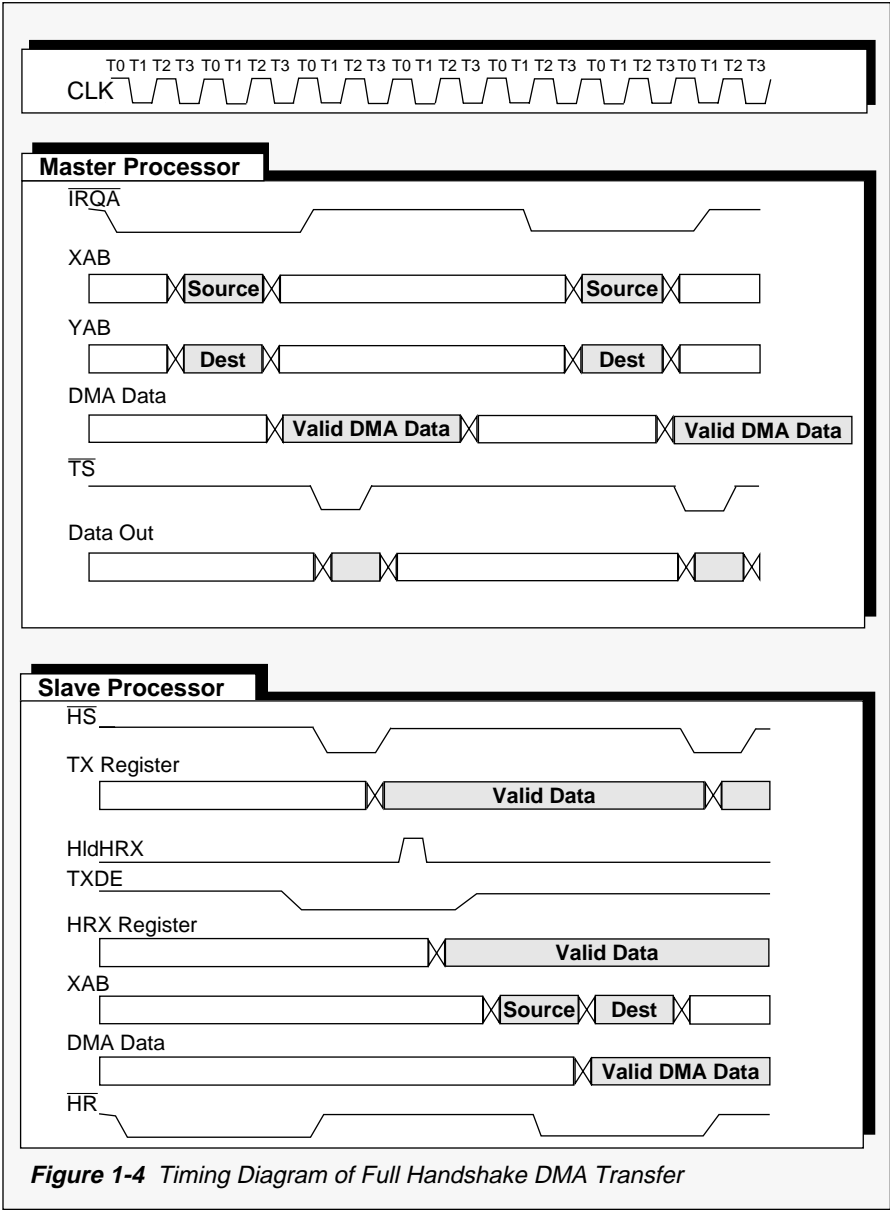 T0 T1 T2 T3 T0 T1 T2 T3 T0 T1 T2 T3 T0 T1 T2 T3 T0 T1 T2 T3 T0 T1 T2 T3 T0 T1 T2 T3
CLK
Master Processor
IRQA
XAB
Source Source
YAB
Dest Dest
DMA Data
Valid DMA Data Valid DMA Data
TS
Data Out
Slave Processor
HS
TX Register
Valid Data
HldHRX
TXDE
HRX Register
Valid Data
XAB
Source Dest
DMA Data
Valid DMA Data
HR
Figure 1-4 Timing Diagram of Full Handshake DMA Transfer